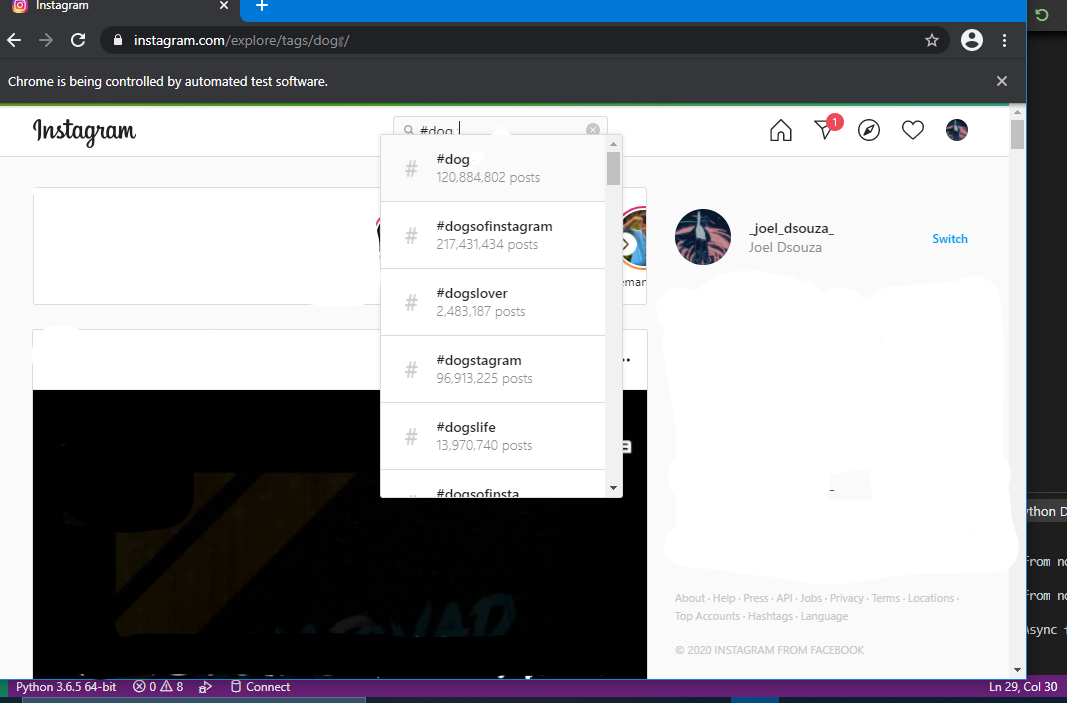 Instagram
instagram.com/explore/tags/dog
Chrome is being controlled by automated test software.
Instagram
#dog
1
#dog
120,884,802 posts
#dogsofinstagram
217,431,434 posts
#dogslover
2,483,187 posts
#dogstagram
96,913,225 posts
#dogslife
13,970,740 posts
#dogsofinsta
_joel_dsouza_
Joel Dsouza
Switch
About · Help · Press · API · Jobs · Privacy · Terms · Locations ·
Top Accounts · Hashtags · Language
© 2020 INSTAGRAM FROM FACEBOOK
ython D
From no
From no
Async
Python 3.6.5 64-bit 0 8 Connect Ln 29, Col 30